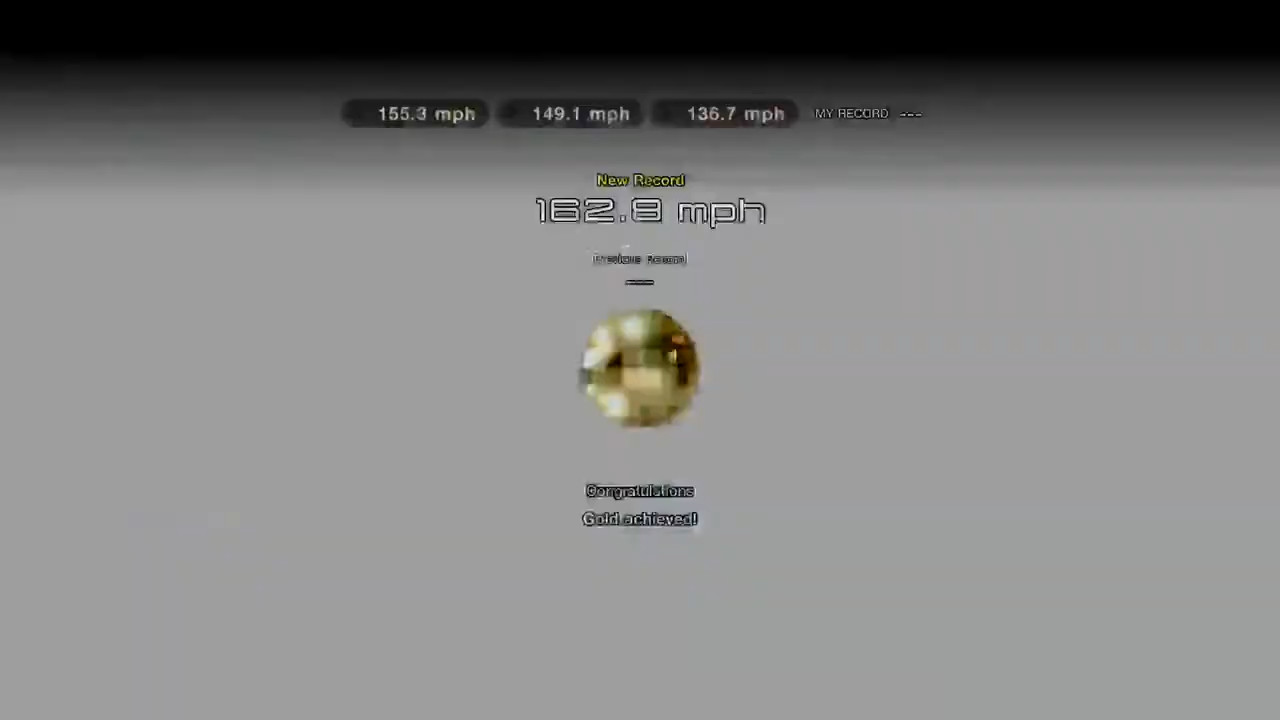 155.3 mph 149.1 mph 136.7 mph MY RECORD ---
New Record
162.8 mph
Previous Record
---
Congratulations
Gold achieved!